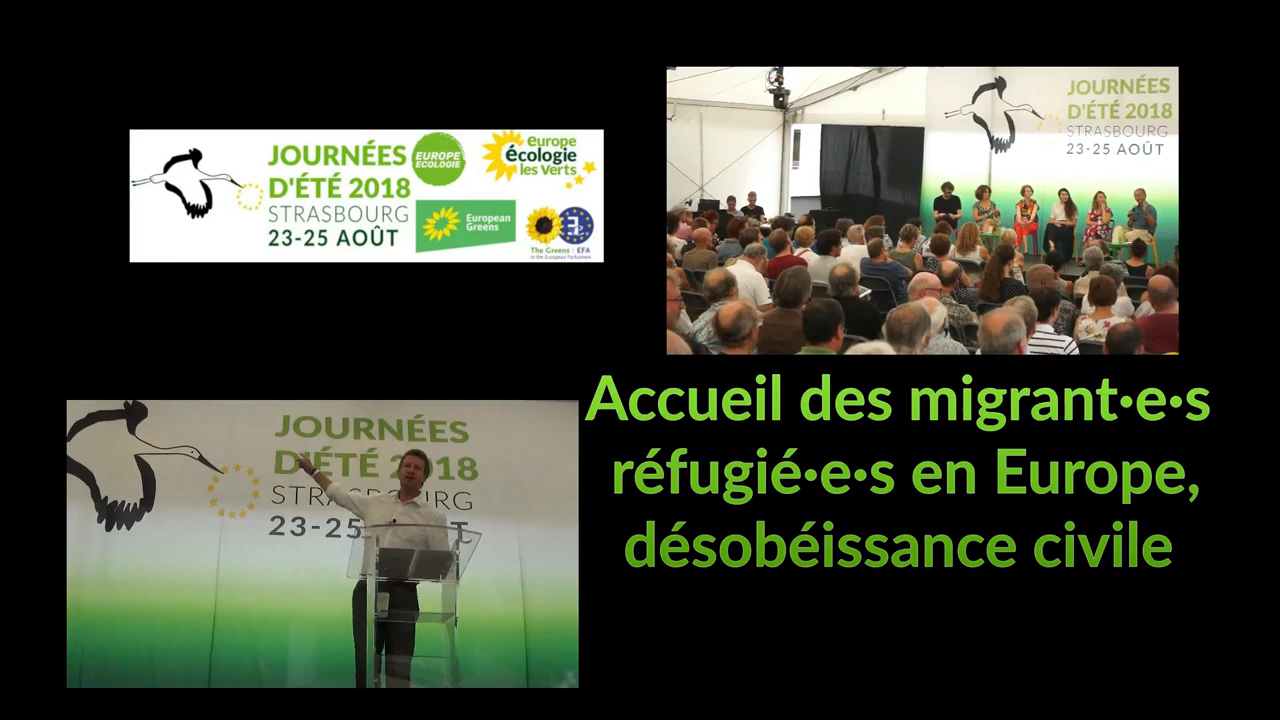 JOURNÉES
D'ÉTÉ 2018
STRASBOURG
23-25 AOÛT
EUROPE
ECOLOGIE
europe
écologie
les Verts
European
Greens
The Greens | EFA
in the European Parliament
JOURNÉES
D'ÉTÉ 2018
STRASBOURG
23-25 AOÛT
Accueil des migrant·e·s
réfugié·e·s en Europe,
désobéissance civile
JOURNÉES
D'ÉTÉ 2018
STRASBOURG
23-25